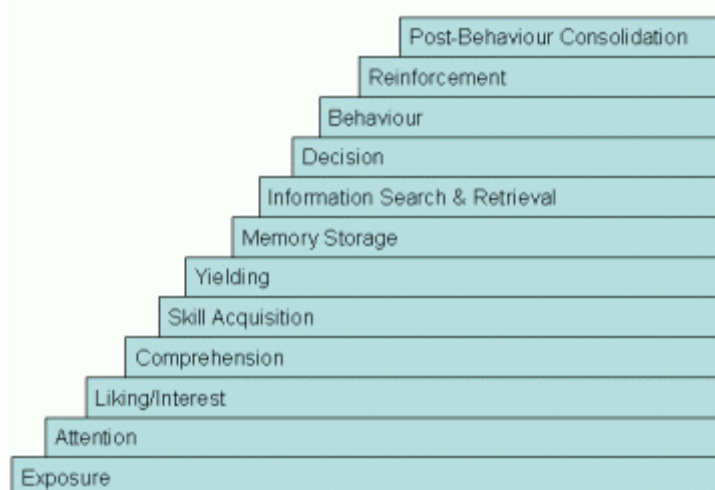 Post-Behaviour Consolidation
Reinforcement
Behaviour
Decision
Information Search & Retrieval
Memory Storage
Yielding
Skill Acquisition
Comprehension
Liking/Interest
Attention
Exposure